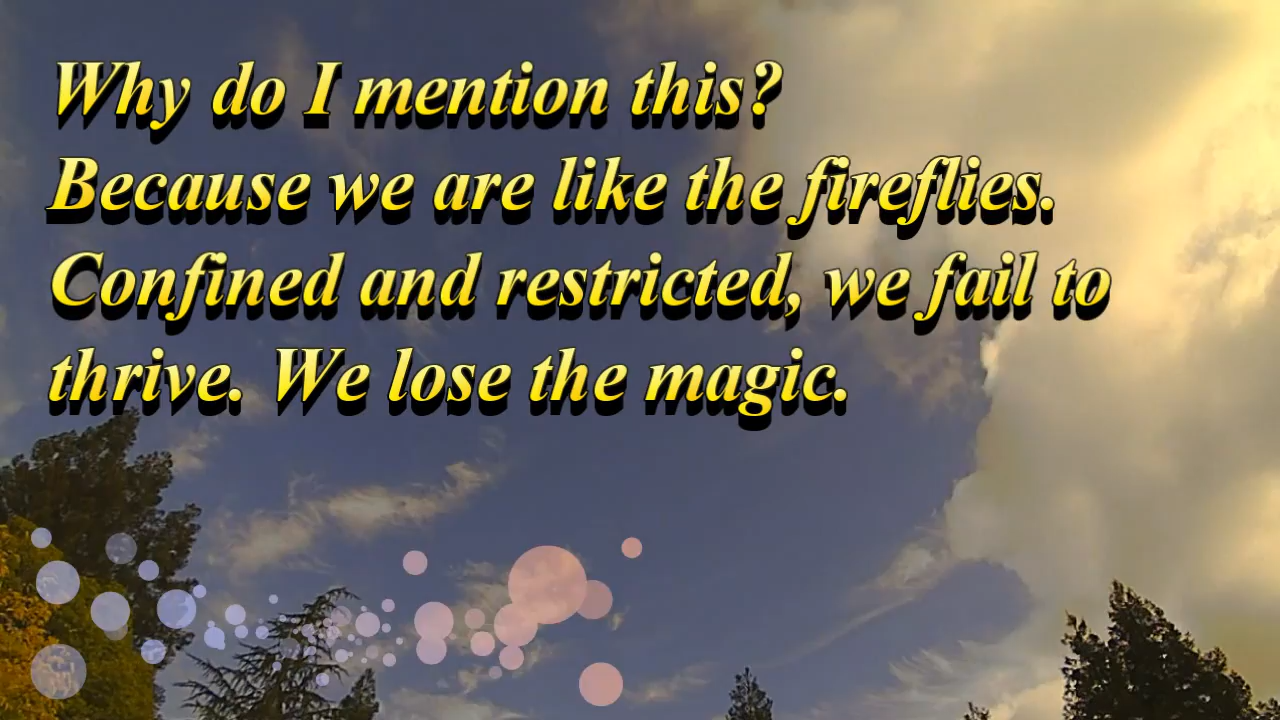 Why do I mention this?
Because we are like the fireflies.
Confined and restricted, we fail to
thrive. We lose the magic.